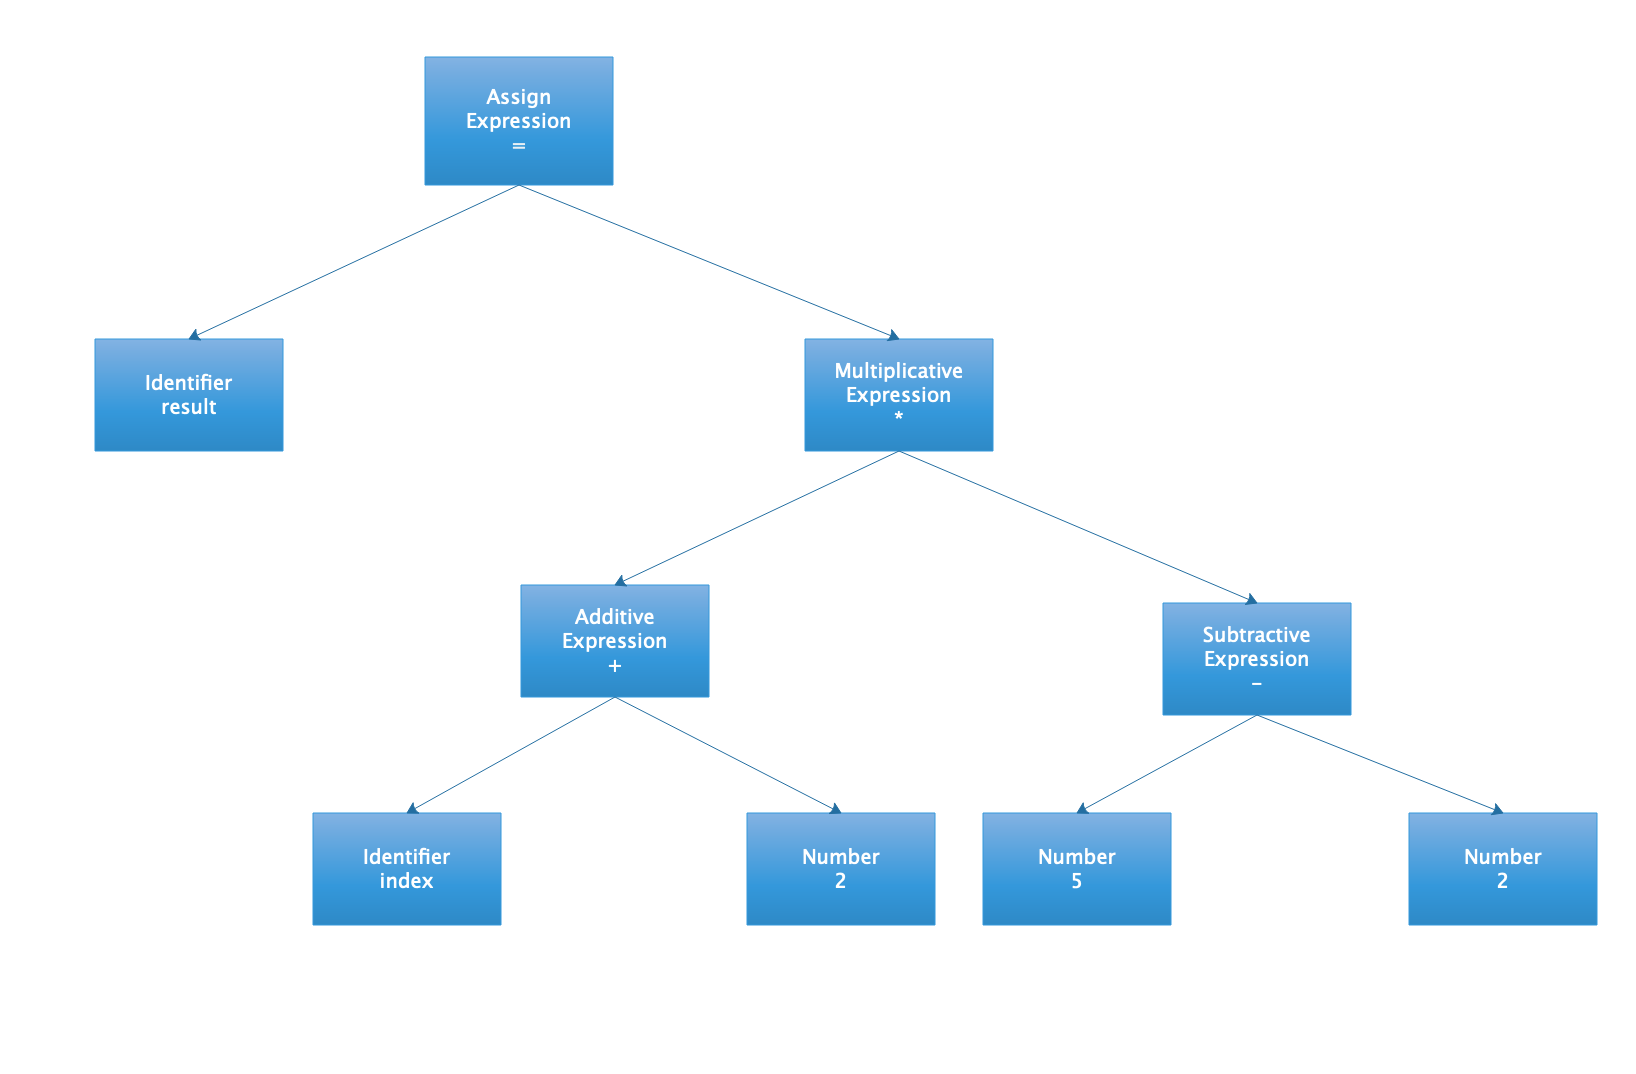 Assign
Expression
=
Identifier
result
Multiplicative
Expression
*
Additive
Expression
+
Subtractive
Expression
-
Identifier
index
Number
2
Number
5
Number
2